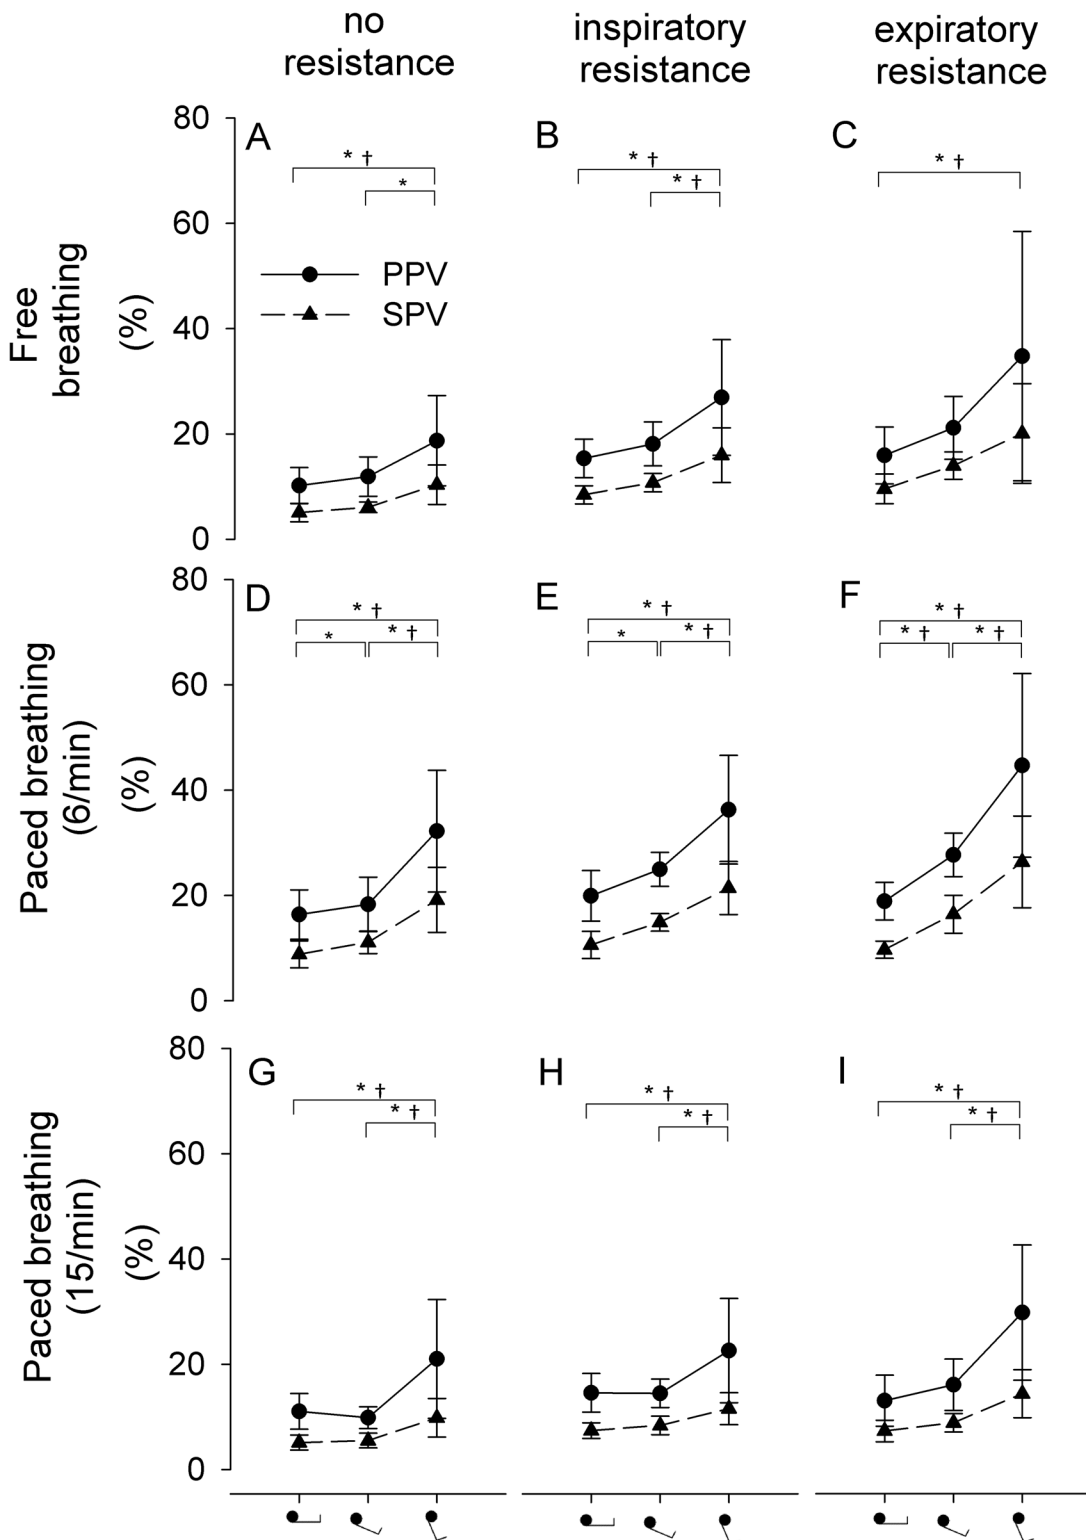 no
resistance
inspiratory
resistance
expiratory
resistance
Free
breathing
(%)
80
60
40
20
0
A
* †
*
PPV
SPV
B
* †
* †
C
* †
Paced breathing
(6/min)
(%)
80
60
40
20
0
D
* †
*
* †
E
* †
*
* †
F
* †
* †
* †
Paced breathing
(15/min)
(%)
80
60
40
20
0
G
* †
* †
H
* †
* †
I
* †
* †